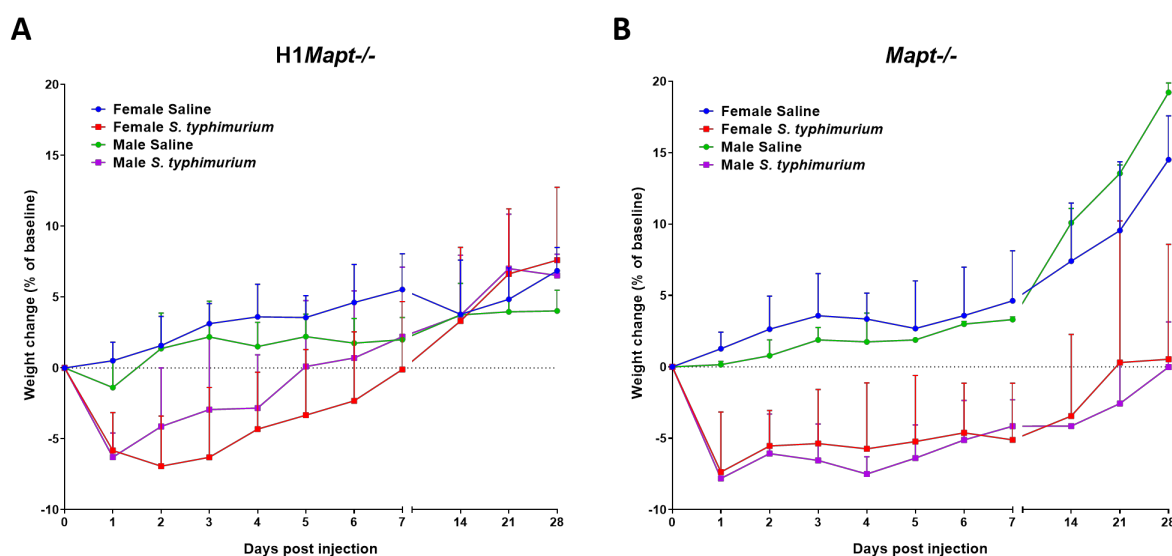 A
H1Mapt-/-
20
15
10
5
0
-5
-10
Weight change (% of baseline)
Female Saline
Female S. typhimurium
Male Saline
Male S. typhimurium
0 1 2 3 4 5 6 7 14 21 28
Days post injection
B
Mapt-/-
20
15
10
5
0
-5
-10
Weight change (% of baseline)
Female Saline
Female S. typhimurium
Male Saline
Male S. typhimurium
0 1 2 3 4 5 6 7 14 21 28
Days post injection